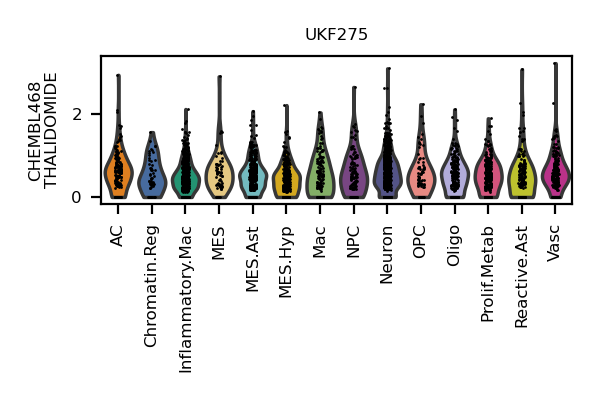 UKF275
CHEMBL468
THALIDOMIDE
2
0
AC
Chromatin.Reg
Inflammatory.Mac
MES
MES.Ast
MES.Hyp
Mac
NPC
Neuron
OPC
Oligo
Prolif.Metab
Reactive.Ast
Vasc